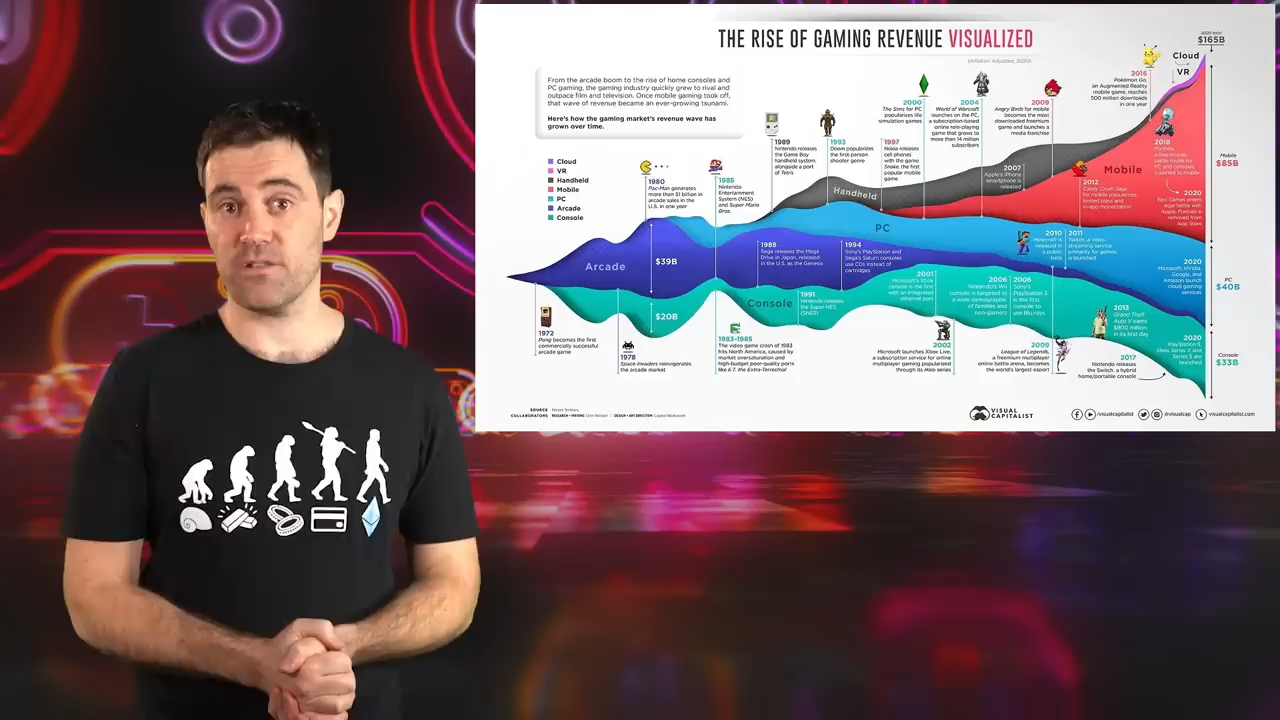 THE RISE OF GAMING REVENUE VISUALIZED
(Inflation Adjusted, 2020)
2020 total
$165B
From the arcade boom to the rise of home consoles and
PC gaming, the gaming industry quickly grew to rival and
outpace film and television. Once mobile gaming took off,
that wave of revenue became an ever-growing tsunami.
Here's how the gaming market's revenue wave has
grown over time.
Cloud
VR
Handheld
Mobile
PC
Arcade
Console
1980
Pac-Man generates
more than $1 billion in
arcade sales in the
U.S. in one year
1985
Nintendo
Entertainment
System (NES)
and Super Mario
Bros.
1989
Nintendo releases
the Game Boy
handheld system,
alongside a port
of Tetris
1993
Doom popularizes
the first-person
shooter genre
1997
Nokia releases
cell phones
with the game
Snake, the first
popular mobile
game
2000
The Sims for PC
popularizes life
simulation games
2004
World of Warcraft
launches on the PC,
a subscription-based
online role-playing
game that grows to
more than 14 million
subscribers
2009
Angry Birds for mobile
becomes the most
downloaded freemium
game and launches a
media franchise
2016
Pokémon Go,
an Augmented Reality
mobile game, reaches
500 million downloads
in one year
Cloud
VR
2007
Apple's iPhone
smartphone is
released
2012
Candy Crush Saga
for mobile popularizes
limited plays and
in-app monetization
Mobile
2018
Fortnite,
a free-to-play
battle royale for
PC and consoles
is ported to mobile
2020
Epic Games enters
legal battle with
Apple, Fortnite is
removed from
App Store
Mobile
$85B
Handheld
PC
Arcade
$39B
1988
Sega releases the Mega
Drive in Japan, released
in the U.S. as the Genesis
1994
Sony's PlayStation and
Sega's Saturn consoles
use CDs instead of
cartridges
2010
Minecraft is
released in
a public
beta
2011
Twitch, a video
streaming service
primarily for games,
is launched
2020
Microsoft, NVIDIA,
Google, and
Amazon launch
cloud gaming
services
PC
$40B
Console
$20B
1991
Nintendo releases
the Super NES
(SNES)
2001
Microsoft's Xbox
console is the first
with an integrated
ethernet port
2006
Nintendo's Wii
console is targeted at
a wide demographic
of families and
non-gamers
2006
Sony's
PlayStation 3
is the first
console to
use Blu-rays
2013
Grand Theft
Auto V earns
$800 million
in its first day
2020
PlayStation 5,
Xbox Series X and
Series S are
launched
Console
$33B
1972
Pong becomes the first
commercially successful
arcade game
1978
Space Invaders reinvigorates
the arcade market
1983-1985
The video game crash of 1983
hits North America, caused by
market oversaturation and
high-budget poor-quality ports
like E.T. the Extra-Terrestrial
2002
Microsoft launches Xbox Live,
a subscription service for online
multiplayer gaming popularized
through its Halo series
2009
League of Legends,
a freemium multiplayer
online battle arena, becomes
the world's largest esport
2017
Nintendo releases
the Switch, a hybrid
home/portable console
SOURCE Pelham Smithers
COLLABORATORS RESEARCH + WRITING | DESIGN + ART DIRECTION
VISUAL
CAPITALIST
/visualcapitalist @visualcap visualcapitalist.com